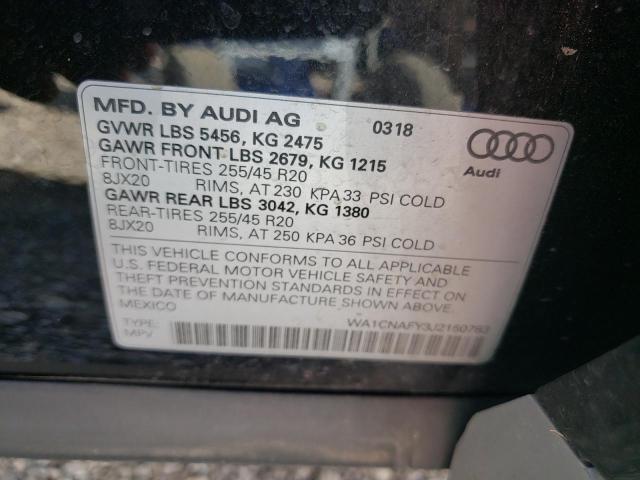 MFD. BY AUDI AG 0318
GVWR LBS 5456, KG 2475
GAWR FRONT LBS 2679, KG 1215
FRONT-TIRES 255/45 R20
8JX20 RIMS, AT 230 KPA 33 PSI COLD
GAWR REAR LBS 3042, KG 1380
REAR-TIRES 255/45 R20
8JX20 RIMS, AT 250 KPA 36 PSI COLD
Audi
THIS VEHICLE CONFORMS TO ALL APPLICABLE
U.S. FEDERAL MOTOR VEHICLE SAFETY AND
THEFT PREVENTION STANDARDS IN EFFECT ON
THE DATE OF MANUFACTURE SHOWN ABOVE.
MEXICO
TYPE: WA1CNAFY3J2160763
MPV